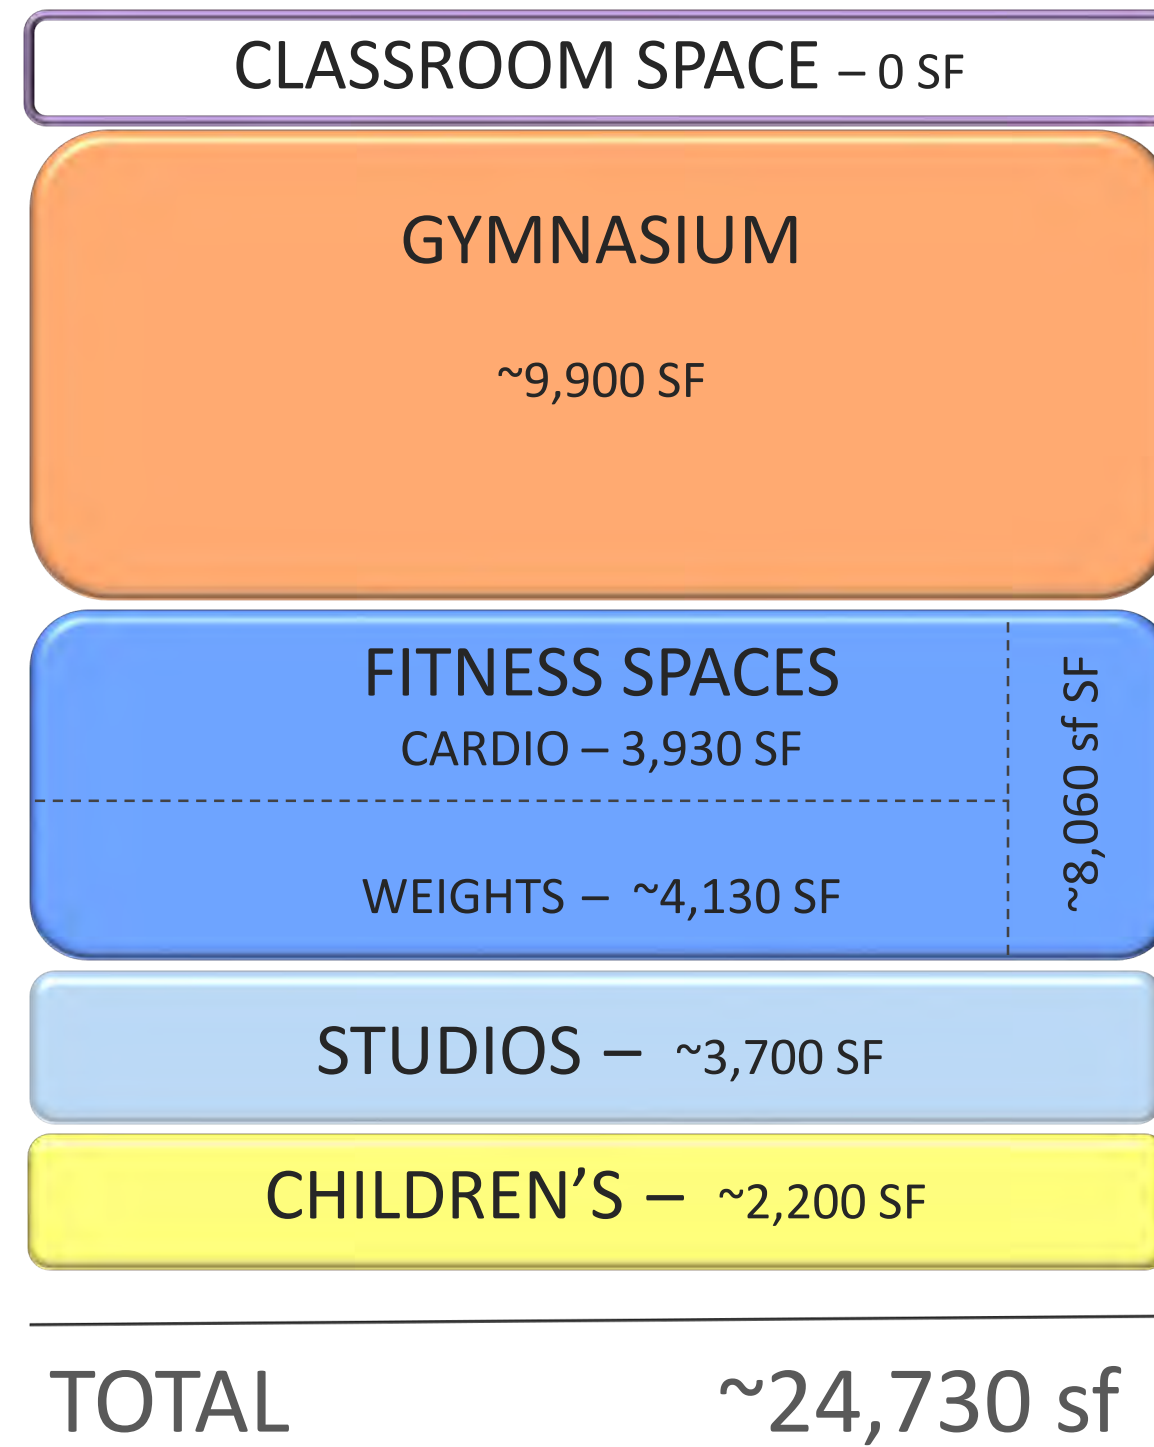 CLASSROOM SPACE – 0 SF
GYMNASIUM
~9,900 SF
FITNESS SPACES
CARDIO – 3,930 SF
WEIGHTS – ~4,130 SF
~8,060 sf SF
STUDIOS – ~3,700 SF
CHILDREN’S – ~2,200 SF
TOTAL ~24,730 sf